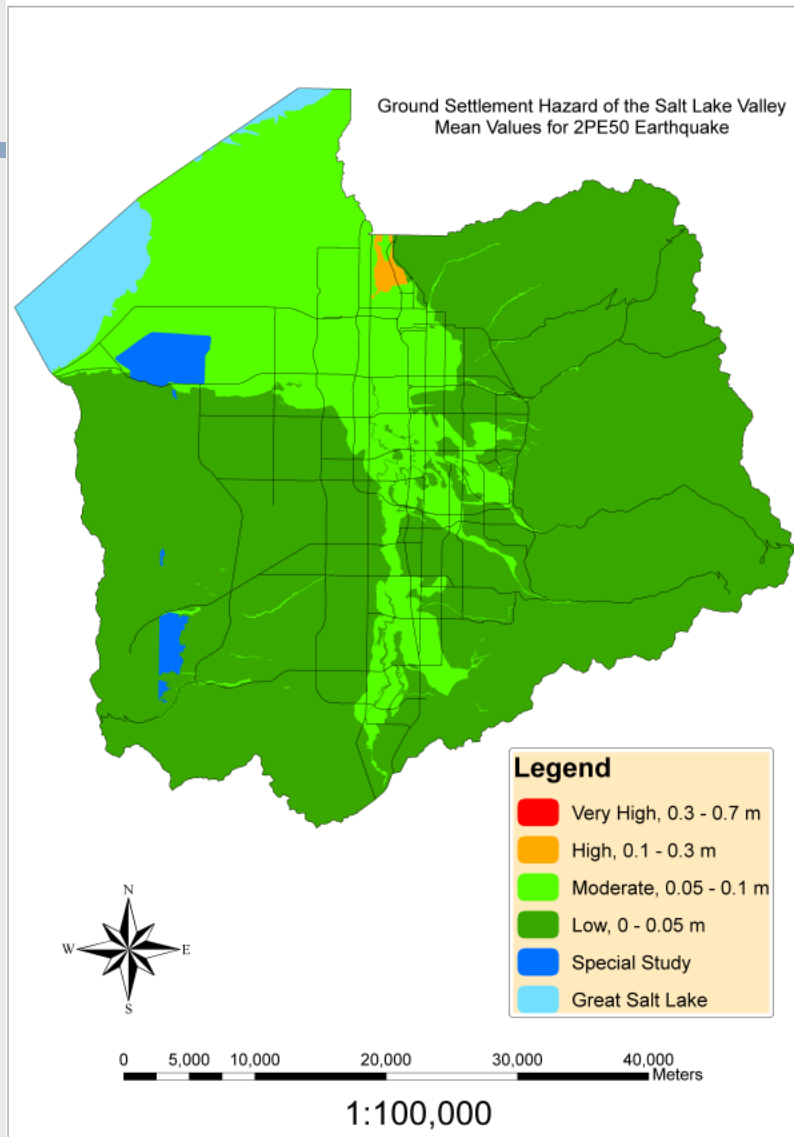 Ground Settlement Hazard of the Salt Lake Valley
Mean Values for 2PE50 Earthquake
Legend
Very High, 0.3 - 0.7 m
High, 0.1 - 0.3 m
Moderate, 0.05 - 0.1 m
Low, 0 - 0.05 m
Special Study
Great Salt Lake
N
W E
S
0 5,000 10,000 20,000 30,000 40,000
Meters
1:100,000